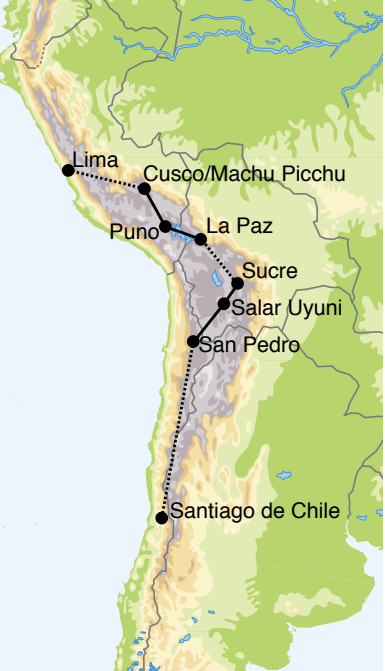 Lima
Cusco/Machu Picchu
Puno
La Paz
Sucre
Salar Uyuni
San Pedro
Santiago de Chile